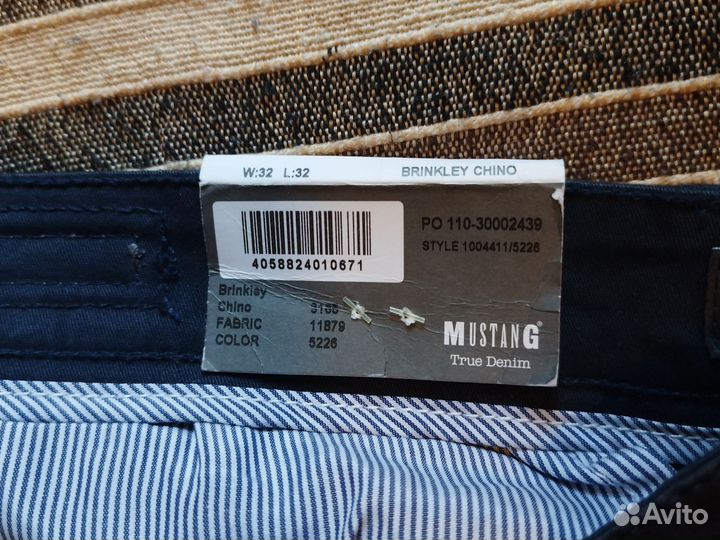 W:32 L:32 BRINKLEY CHINO
4058824010671
PO 110-30002439
STYLE 1004411/5226
Brinkley
Chino
FABRIC 11879
COLOR 5226
MUSTANG
True Denim
Avito